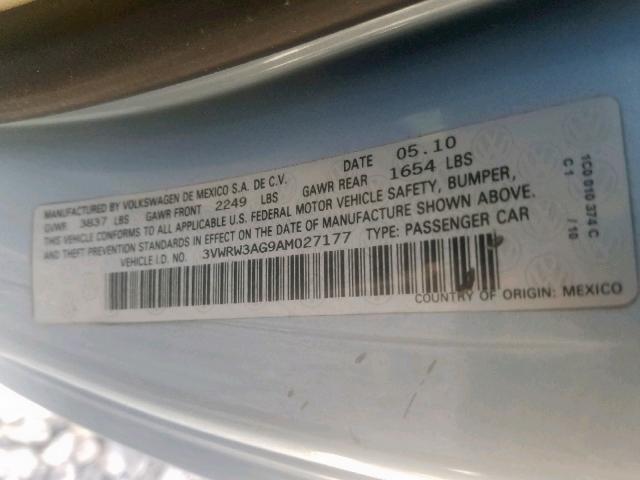 MANUFACTURED BY VOLKSWAGEN DE MEXICO S.A. DE C.V. DATE 05.10
GVWR 3837 LBS GAWR FRONT 2249 LBS GAWR REAR 1654 LBS
THIS VEHICLE CONFORMS TO ALL APPLICABLE U.S. FEDERAL MOTOR VEHICLE SAFETY, BUMPER,
AND THEFT PREVENTION STANDARDS IN EFFECT ON THE DATE OF MANUFACTURE SHOWN ABOVE.
VEHICLE I.D. NO. 3VWRW3AG9AM027177 TYPE: PASSENGER CAR
COUNTRY OF ORIGIN: MEXICO
1C0 010 374 C
C 1 / 10